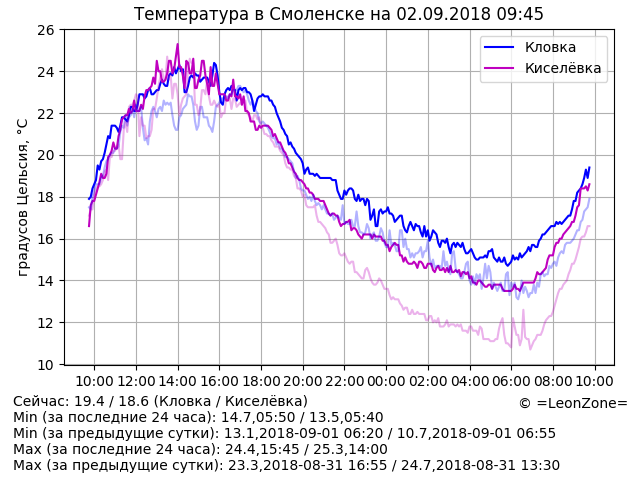 Температура в Смоленске на 02.09.2018 09:45
Кловка
Киселёвка
градусов Цельсия, °C
26
24
22
20
18
16
14
12
10
10:00 12:00 14:00 16:00 18:00 20:00 22:00 00:00 02:00 04:00 06:00 08:00 10:00
Сейчас: 19.4 / 18.6 (Кловка / Киселёвка)
© =LeonZone=
Min (за последние 24 часа): 14.7,05:50 / 13.5,05:40
Min (за предыдущие сутки): 13.1,2018-09-01 06:20 / 10.7,2018-09-01 06:55
Max (за последние 24 часа): 24.4,15:45 / 25.3,14:00
Max (за предыдущие сутки): 23.3,2018-08-31 16:55 / 24.7,2018-08-31 13:30